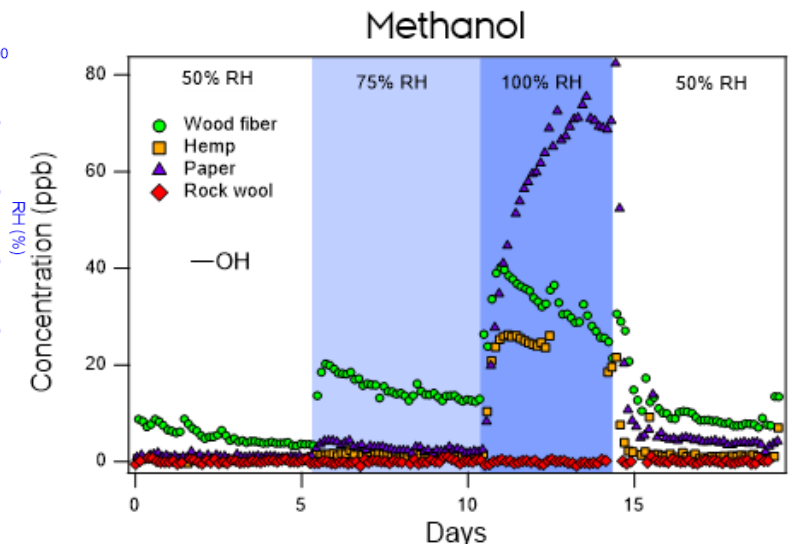 Methanol
0
80
50% RH
75% RH
100% RH
50% RH
Wood fiber
Hemp
Paper
Rock wool
60
RH (%)
Concentration (ppb)
—OH
40
20
0
0
5
10
15
Days